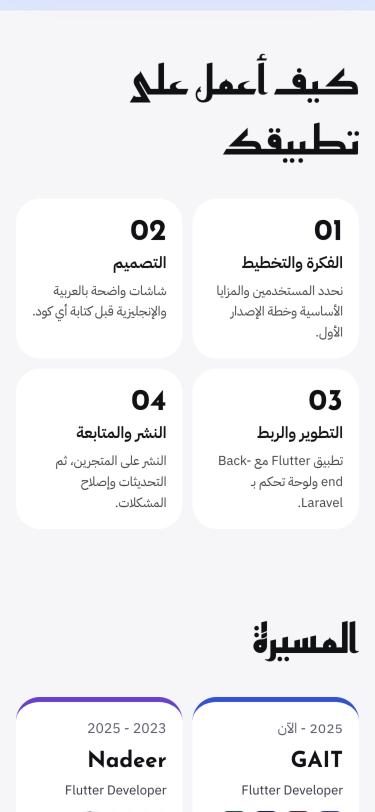 كيف أعمل على
تطبيقك
01
الفكرة والتخطيط
نحدد المستخدمين والمزايا
الأساسية وخطة الإصدار
الأول.
02
التصميم
شاشات واضحة بالعربية
والإنجليزية قبل كتابة أي كود.
03
التطوير والربط
تطبيق Flutter مع Back-
end ولوحة تحكم بـ
Laravel.
04
النشر والمتابعة
النشر على المتجرين، ثم
التحديثات وإصلاح
المشكلات.
المسيرة
2025 - الآن
GAIT
Flutter Developer
2023 - 2025
Nadeer
Flutter Developer